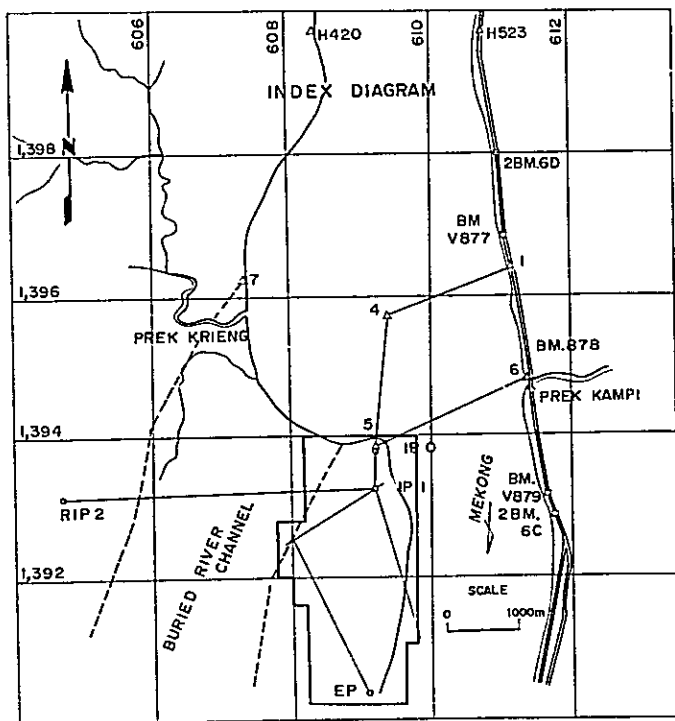 606
608
610
612
H420
H523
INDEX DIAGRAM
N
1,398
2BM.6D
BM
V877
1
7
1,396
4
PREK KRIENG
BM.878
6
PREK KAMPI
5
1,394
IB
IP 1
RIP 2
BM.
V879
2BM.
6C
MEKONG
BURIED RIVER
CHANNEL
1,392
SCALE
0 1000m
EP